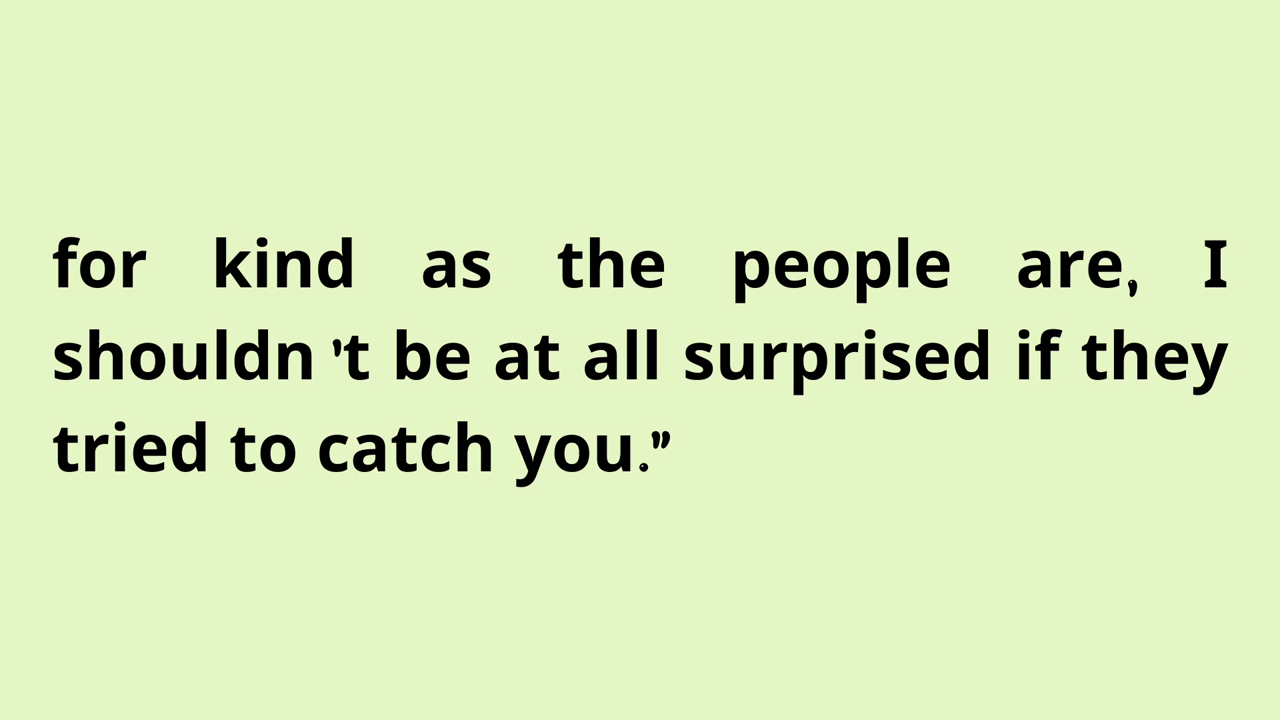 for kind as the people are, I
shouldn 't be at all surprised if they
tried to catch you.”